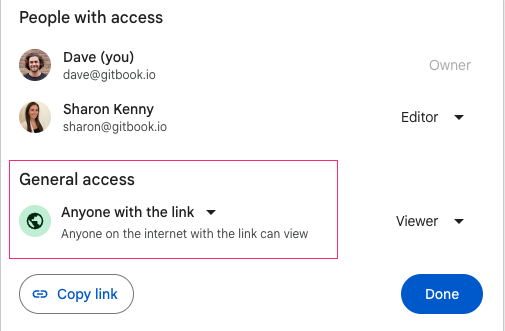 People with access
Dave (you)
dave@gitbook.io
Owner
Sharon Kenny
sharon@gitbook.io
Editor
General access
Anyone with the link
Anyone on the internet with the link can view
Viewer
Copy link
Done